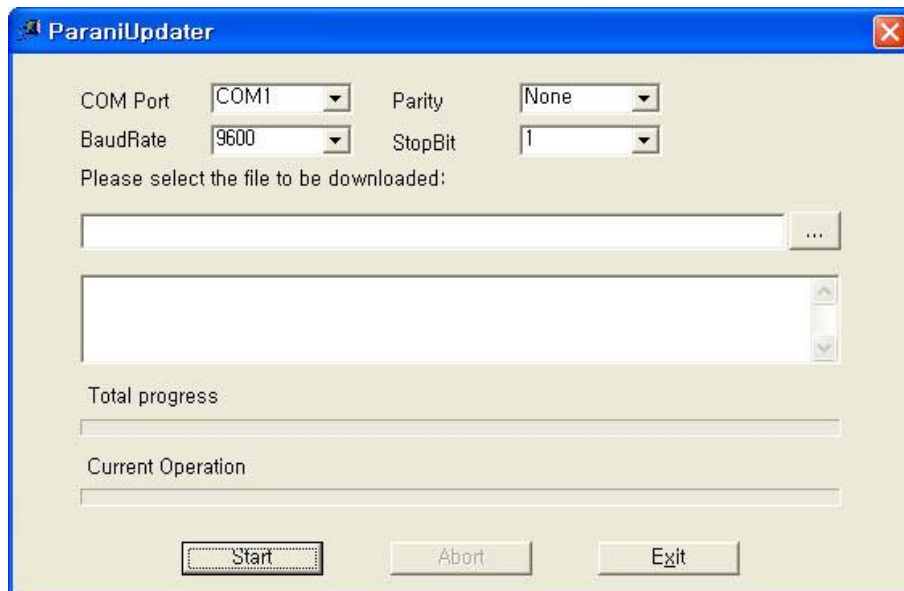 ParaniUpdater
COM Port COM1 Parity None
BaudRate 9600 StopBit 1
Please select the file to be downloaded:
...
Total progress
Current Operation
Start Abort Exit